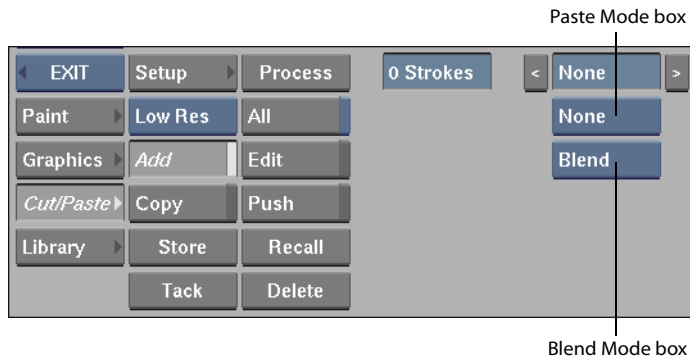 Paste Mode box
EXIT Setup Process 0 Strokes < None >
Paint Low Res All None
Graphics Add Edit Blend
Cut/Paste Copy Push
Library Store Recall
Tack Delete
Blend Mode box